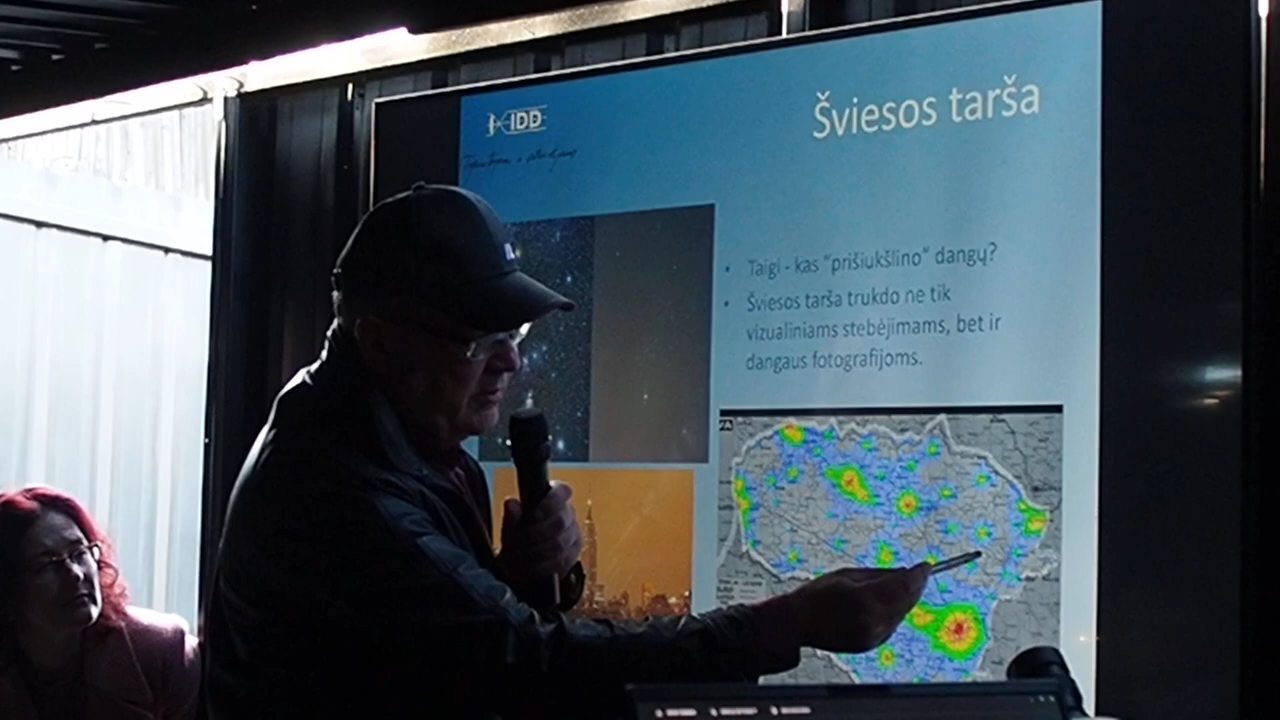 IDD
Šviesos tarša
• Taigi - kas “prišiukšlino” dangų?
• Šviesos tarša trukdo ne tik
vizualiniams stebėjimams, bet ir
dangaus fotografijoms.